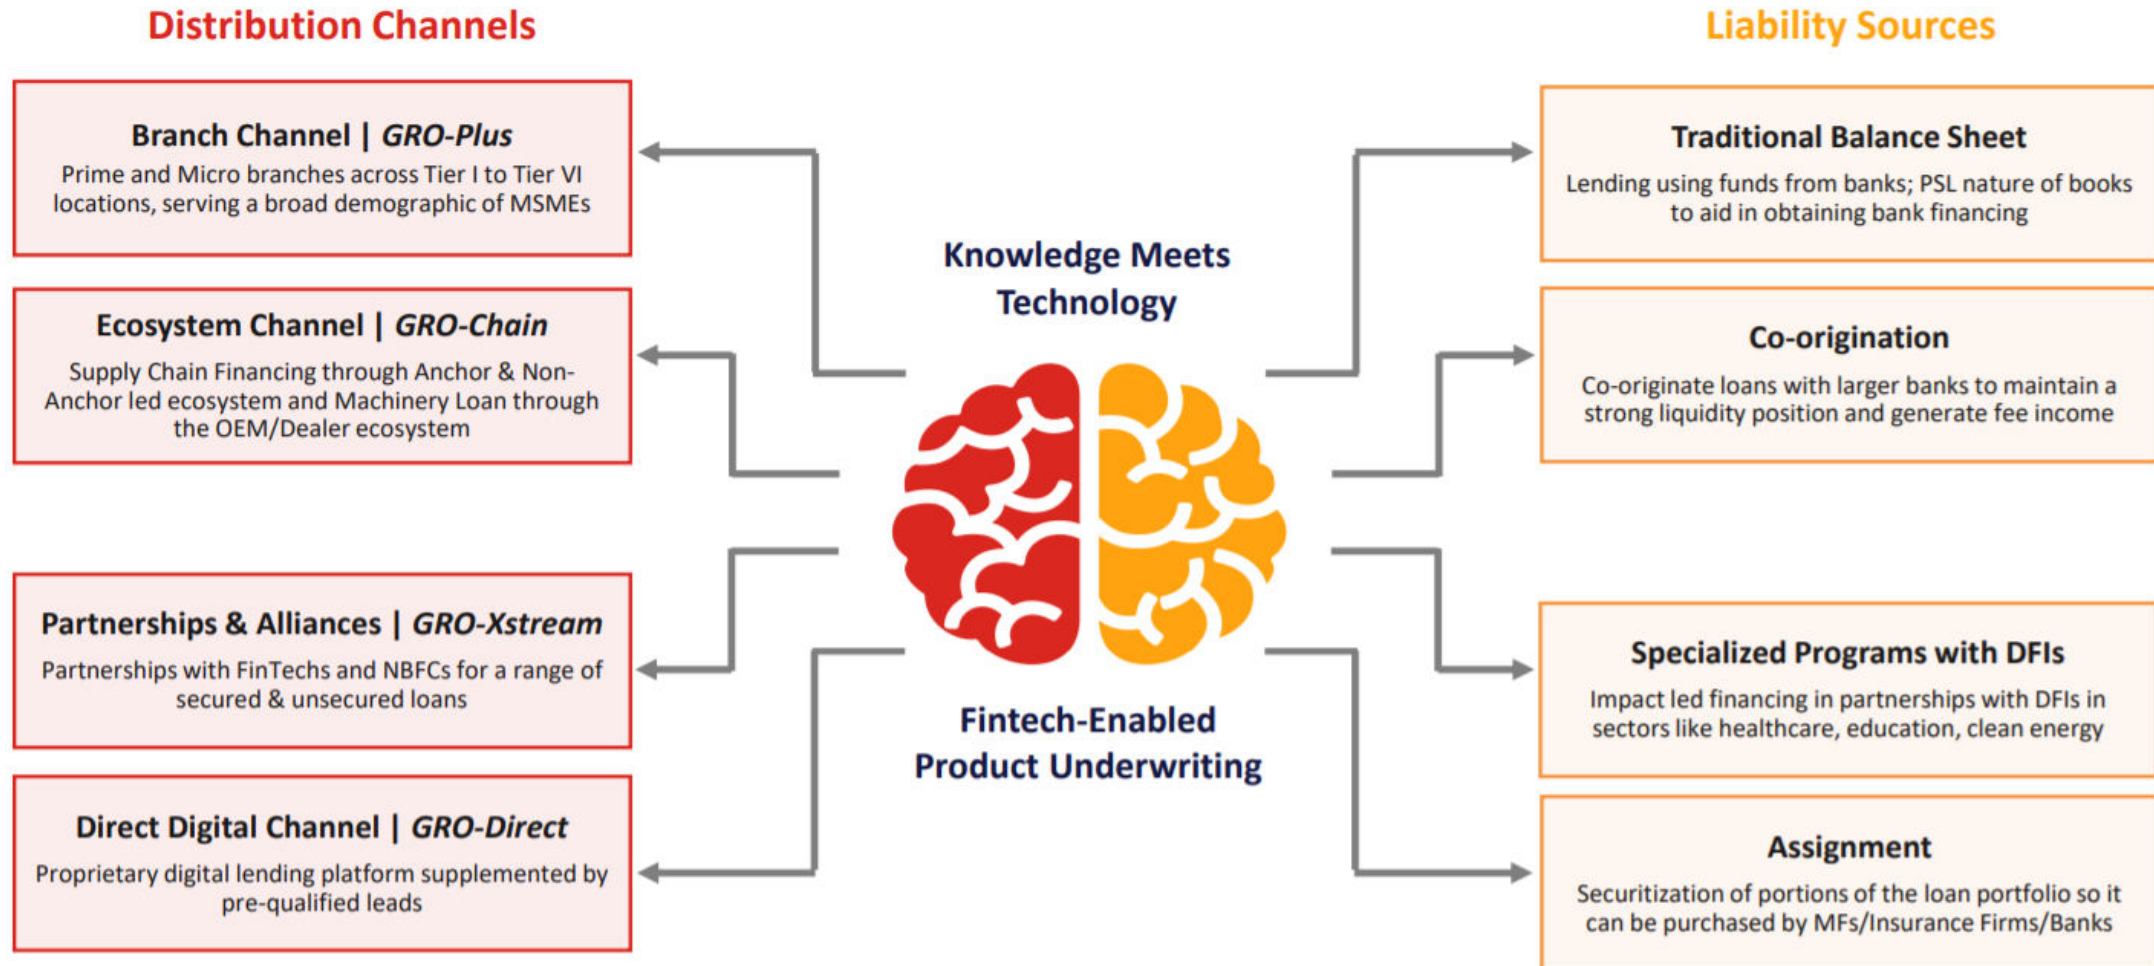 Distribution Channels
Branch Channel | GRO-Plus
Prime and Micro branches across Tier I to Tier VI
locations, serving a broad demographic of MSMEs
Ecosystem Channel | GRO-Chain
Supply Chain Financing through Anchor & Non-
Anchor led ecosystem and Machinery Loan through
the OEM/Dealer ecosystem
Partnerships & Alliances | GRO-Xstream
Partnerships with FinTechs and NBFCs for a range of
secured & unsecured loans
Direct Digital Channel | GRO-Direct
Proprietary digital lending platform supplemented by
pre-qualified leads
Knowledge Meets
Technology
Fintech-Enabled
Product Underwriting
Liability Sources
Traditional Balance Sheet
Lending using funds from banks; PSL nature of books
to aid in obtaining bank financing
Co-origination
Co-originate loans with larger banks to maintain a
strong liquidity position and generate fee income
Specialized Programs with DFIs
Impact led financing in partnerships with DFIs in
sectors like healthcare, education, clean energy
Assignment
Securitization of portions of the loan portfolio so it
can be purchased by MFs/Insurance Firms/Banks